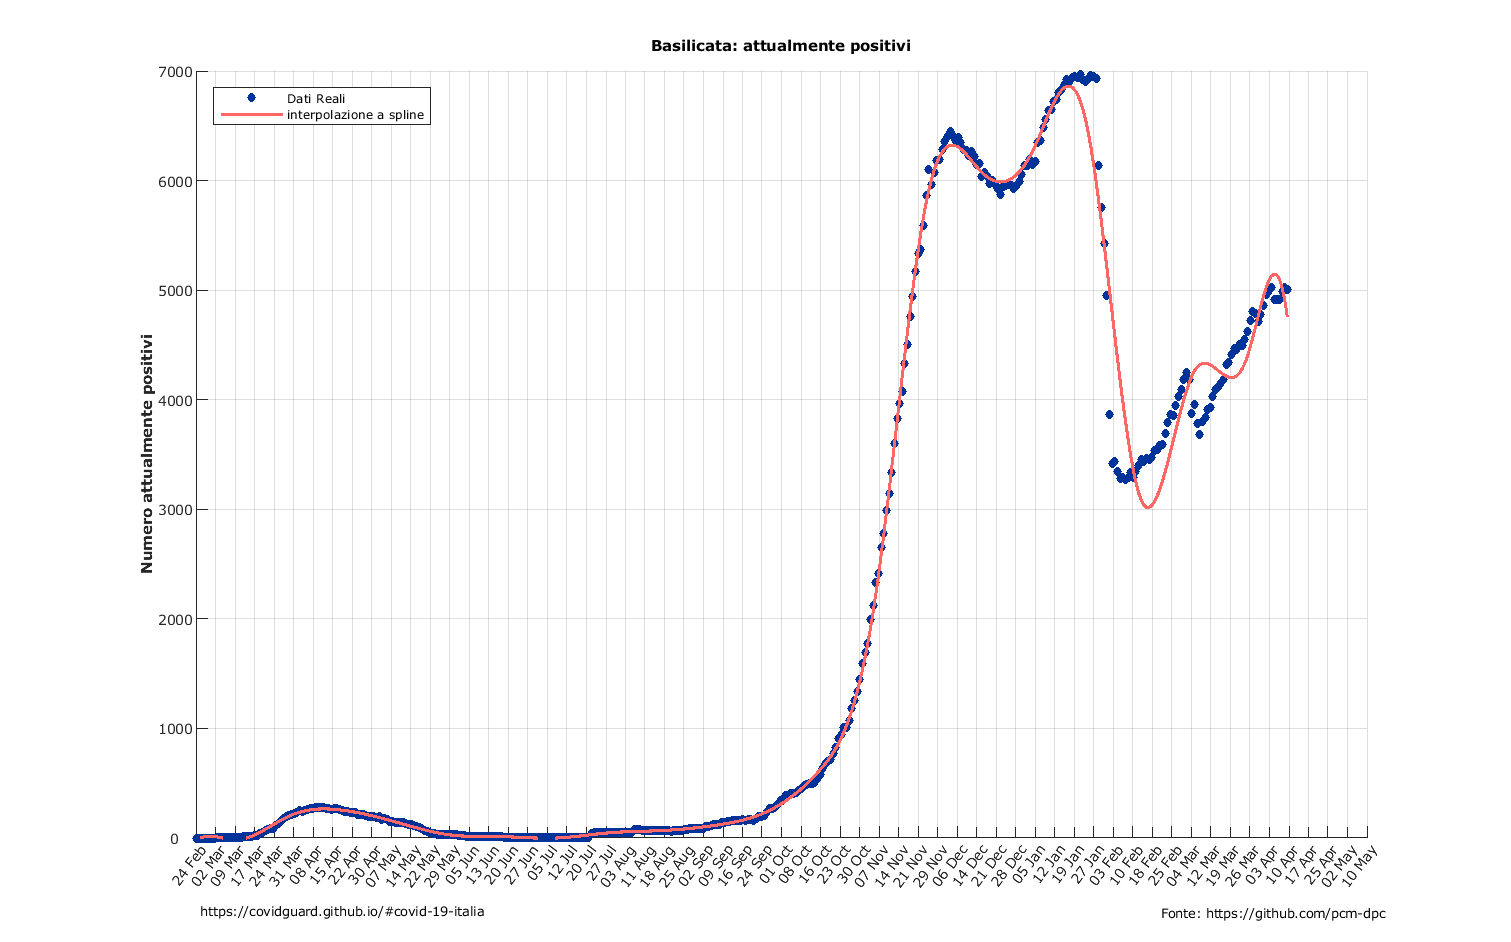 Basilicata: attualmente positivi
7000
6000
5000
4000
3000
2000
1000
0
Dati Reali
interpolazione a spline
Numero attualmente positivi
24 Feb
02 Mar
09 Mar
17 Mar
24 Mar
31 Mar
08 Apr
15 Apr
22 Apr
30 Apr
07 May
14 May
22 May
29 May
05 Jun
13 Jun
20 Jun
27 Jun
05 Jul
12 Jul
20 Jul
27 Jul
03 Aug
11 Aug
18 Aug
25 Aug
02 Sep
09 Sep
16 Sep
24 Sep
01 Oct
08 Oct
16 Oct
23 Oct
30 Oct
07 Nov
14 Nov
21 Nov
29 Nov
06 Dec
14 Dec
21 Dec
28 Dec
05 Jan
12 Jan
19 Jan
27 Jan
03 Feb
10 Feb
18 Feb
25 Feb
04 Mar
12 Mar
19 Mar
26 Mar
03 Apr
10 Apr
17 Apr
25 Apr
02 May
10 May
https://covidguard.github.io/#covid-19-italia
Fonte: https://github.com/pcm-dpc